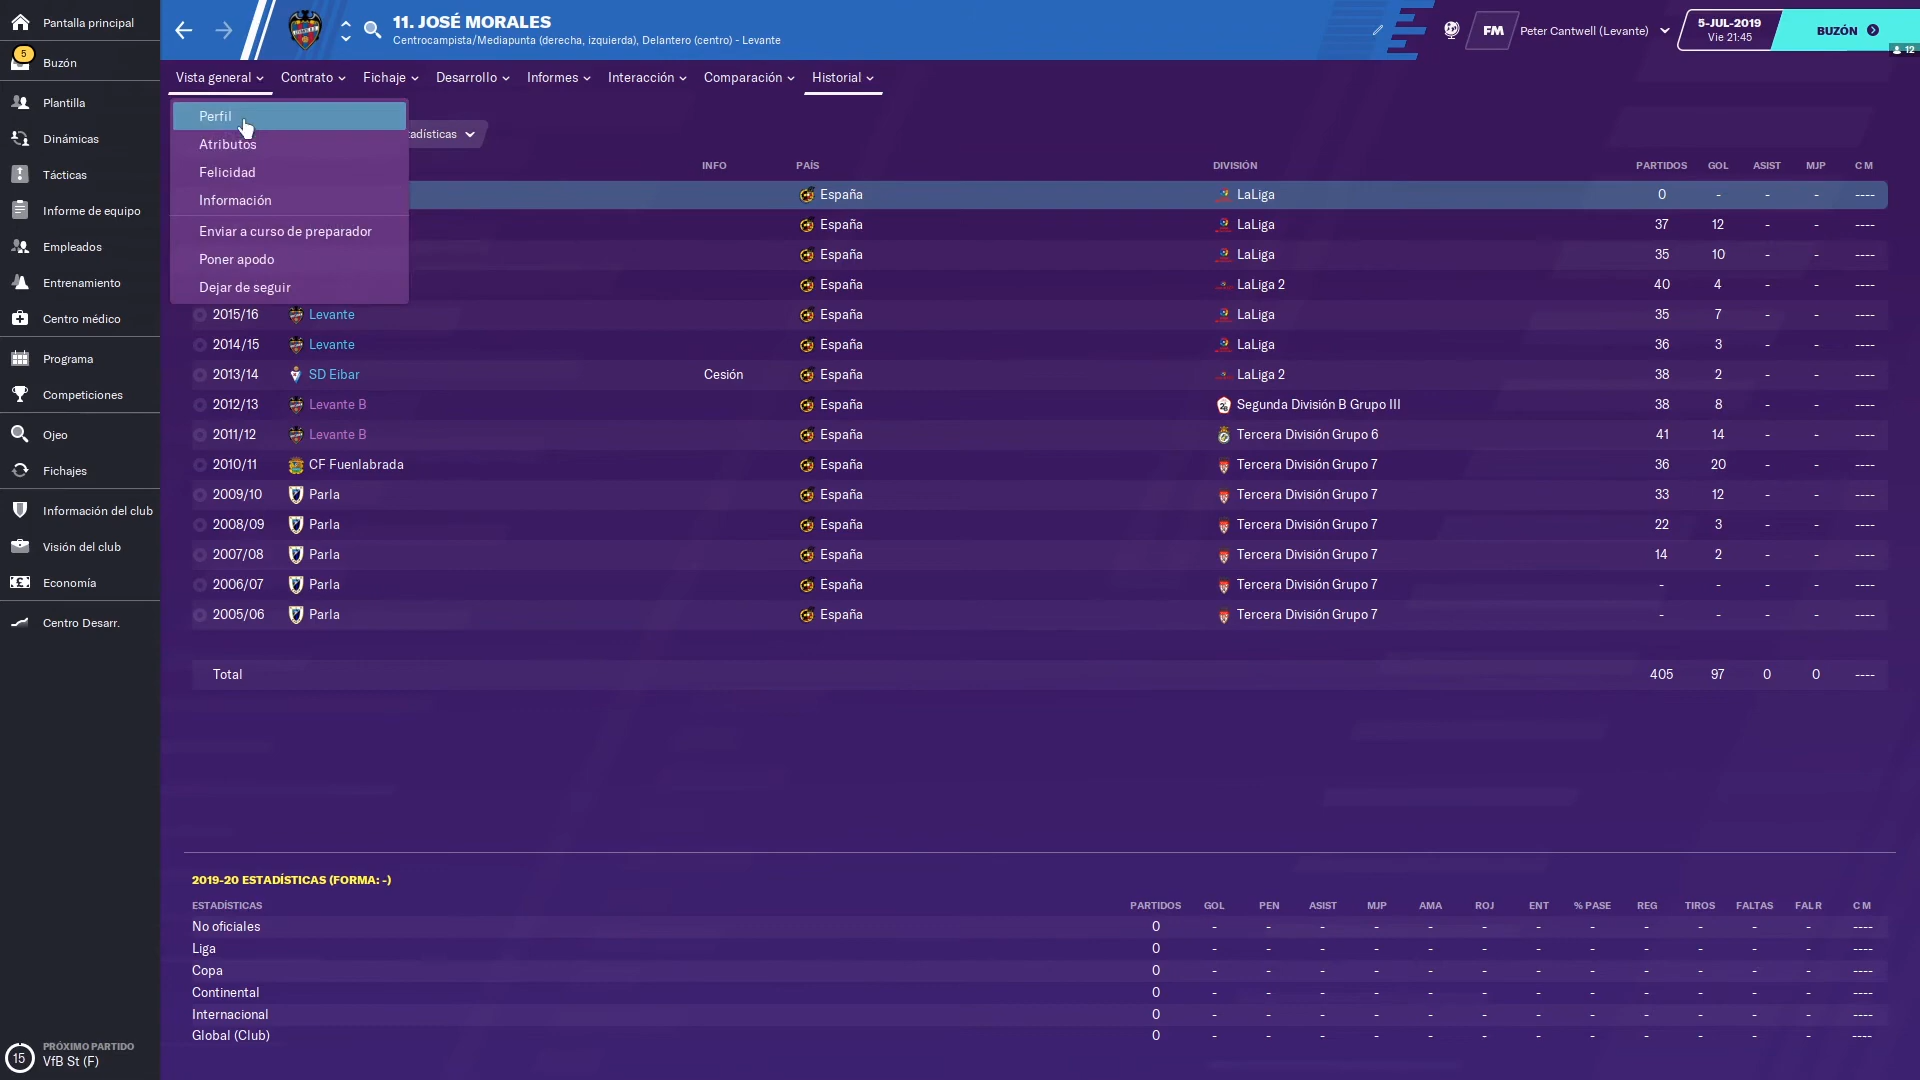 Pantalla principal
5
Buzón
Plantilla
Dinámicas
Tácticas
Informe de equipo
Empleados
Entrenamiento
Centro médico
Programa
Competiciones
Ojeo
Fichajes
Información del club
Visión del club
Economía
Centro Desarr.
15 PRÓXIMO PARTIDO
VfB St (F)
11. JOSÉ MORALES
Centrocampista/Mediapunta (derecha, izquierda), Delantero (centro) - Levante
FM Peter Cantwell (Levante)
5-JUL-2019
Vie 21:45
BUZÓN
12
Vista general Contrato Fichaje Desarrollo Informes Interacción Comparación Historial
Perfil
Atributos
Felicidad
Información
Enviar a curso de preparador
Poner apodo
Dejar de seguir
tadísticas
INFO PAÍS DIVISIÓN PARTIDOS GOL ASIST MJP C M
España LaLiga 0 - - - ----
España LaLiga 37 12 - - ----
España LaLiga 35 10 - - ----
España LaLiga 2 40 4 - - ----
2015/16 Levante España LaLiga 35 7 - - ----
2014/15 Levante España LaLiga 36 3 - - ----
2013/14 SD Eibar Cesión España LaLiga 2 38 2 - - ----
2012/13 Levante B España Segunda División B Grupo III 38 8 - - ----
2011/12 Levante B España Tercera División Grupo 6 41 14 - - ----
2010/11 CF Fuenlabrada España Tercera División Grupo 7 36 20 - - ----
2009/10 Parla España Tercera División Grupo 7 33 12 - - ----
2008/09 Parla España Tercera División Grupo 7 22 3 - - ----
2007/08 Parla España Tercera División Grupo 7 14 2 - - ----
2006/07 Parla España Tercera División Grupo 7 - - - - ----
2005/06 Parla España Tercera División Grupo 7 - - - - ----
Total 405 97 0 0 ----
2019-20 ESTADÍSTICAS (FORMA: -)
ESTADÍSTICAS PARTIDOS GOL PEN ASIST MJP AMA ROJ ENT % PASE REG TIROS FALTAS FAL R C M
No oficiales 0 - - - - - - - - - - - - ----
Liga 0 - - - - - - - - - - - - ----
Copa 0 - - - - - - - - - - - - ----
Continental 0 - - - - - - - - - - - - ----
Internacional 0 - - - - - - - - - - - - ----
Global (Club) 0 - - - - - - - - - - - - ----